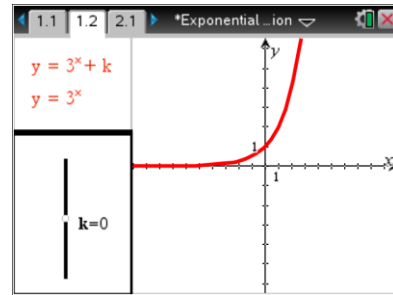 1.1 1.2 2.1 *Exponential ...ion
y = 3ˣ + k
y = 3ˣ
k=0
y
1
x
1